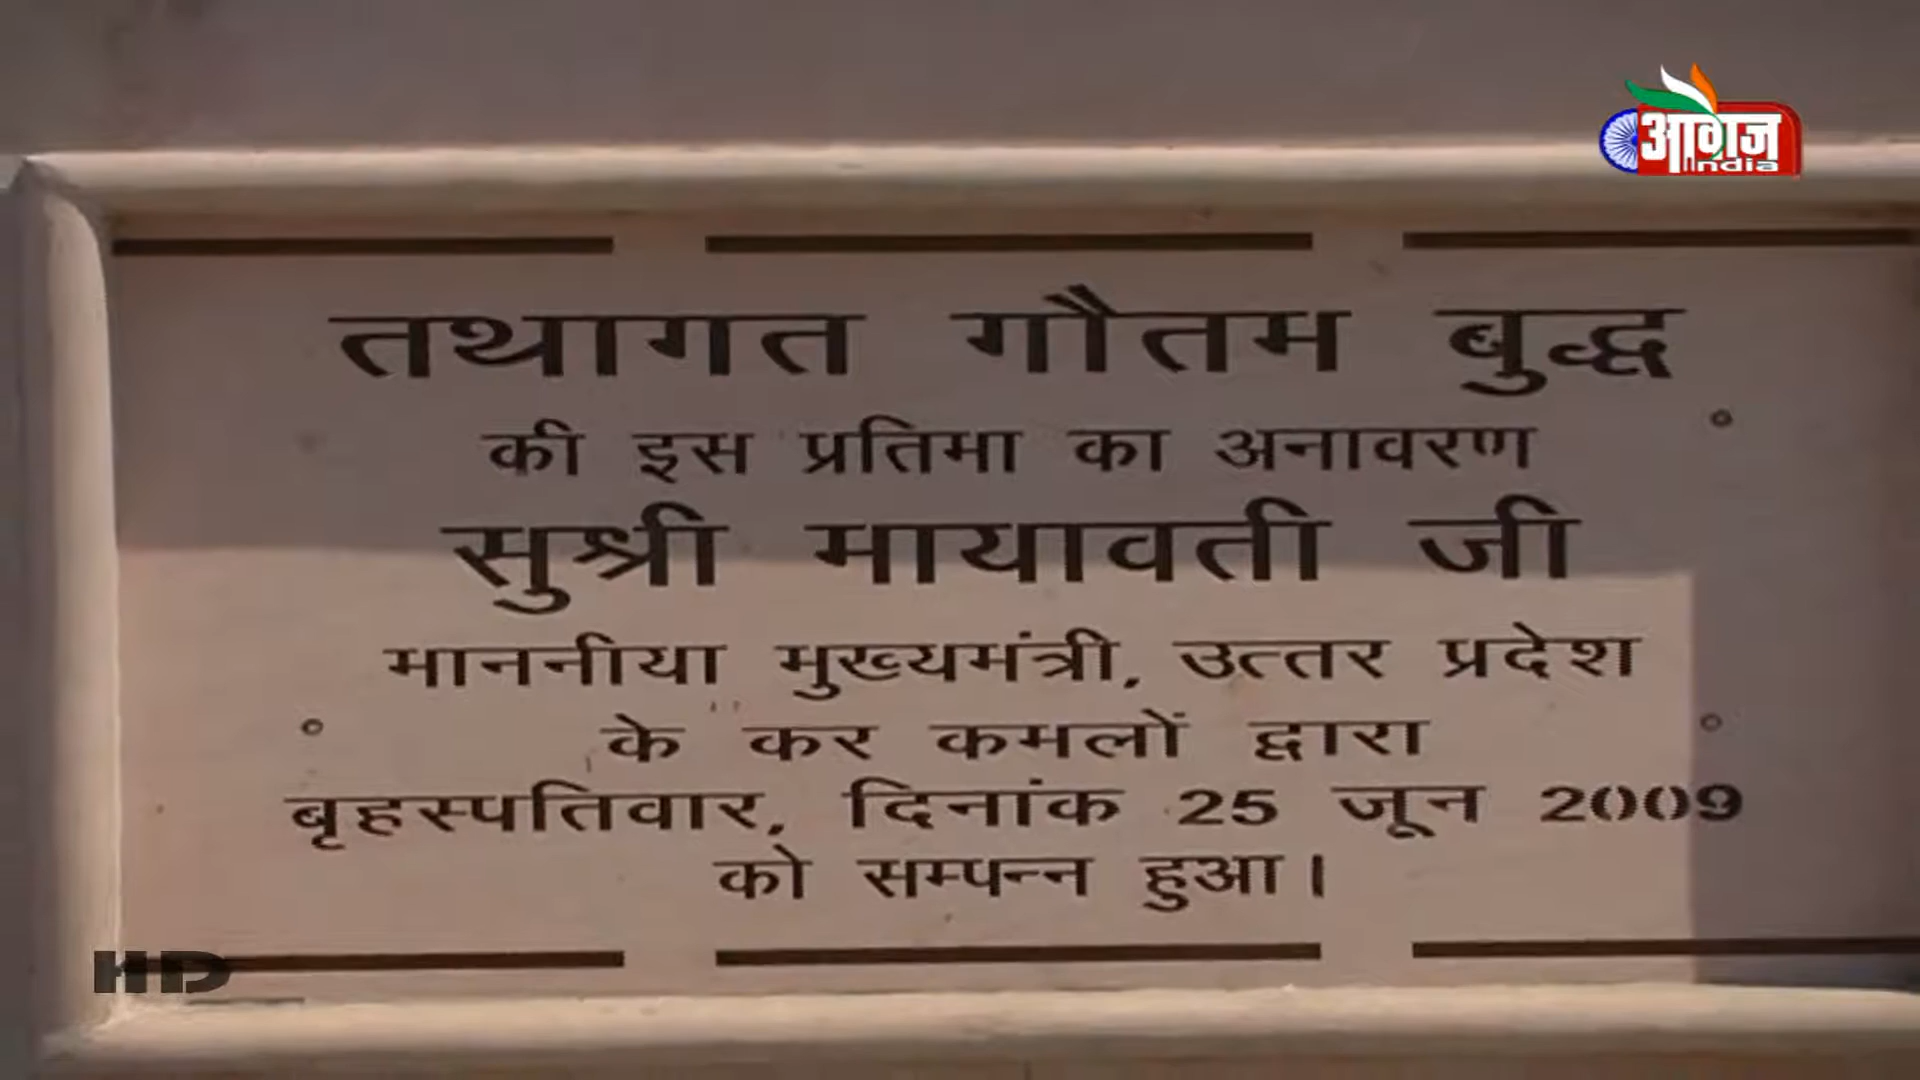 आवाज
india
तथागत गौतम बुद्ध
की इस प्रतिमा का अनावरण
सुश्री मायावती जी
माननीया मुख्यमंत्री, उत्तर प्रदेश
के कर कमलों द्वारा
बृहस्पतिवार, दिनांक 25 जून 2009
को सम्पन्न हुआ।
HD